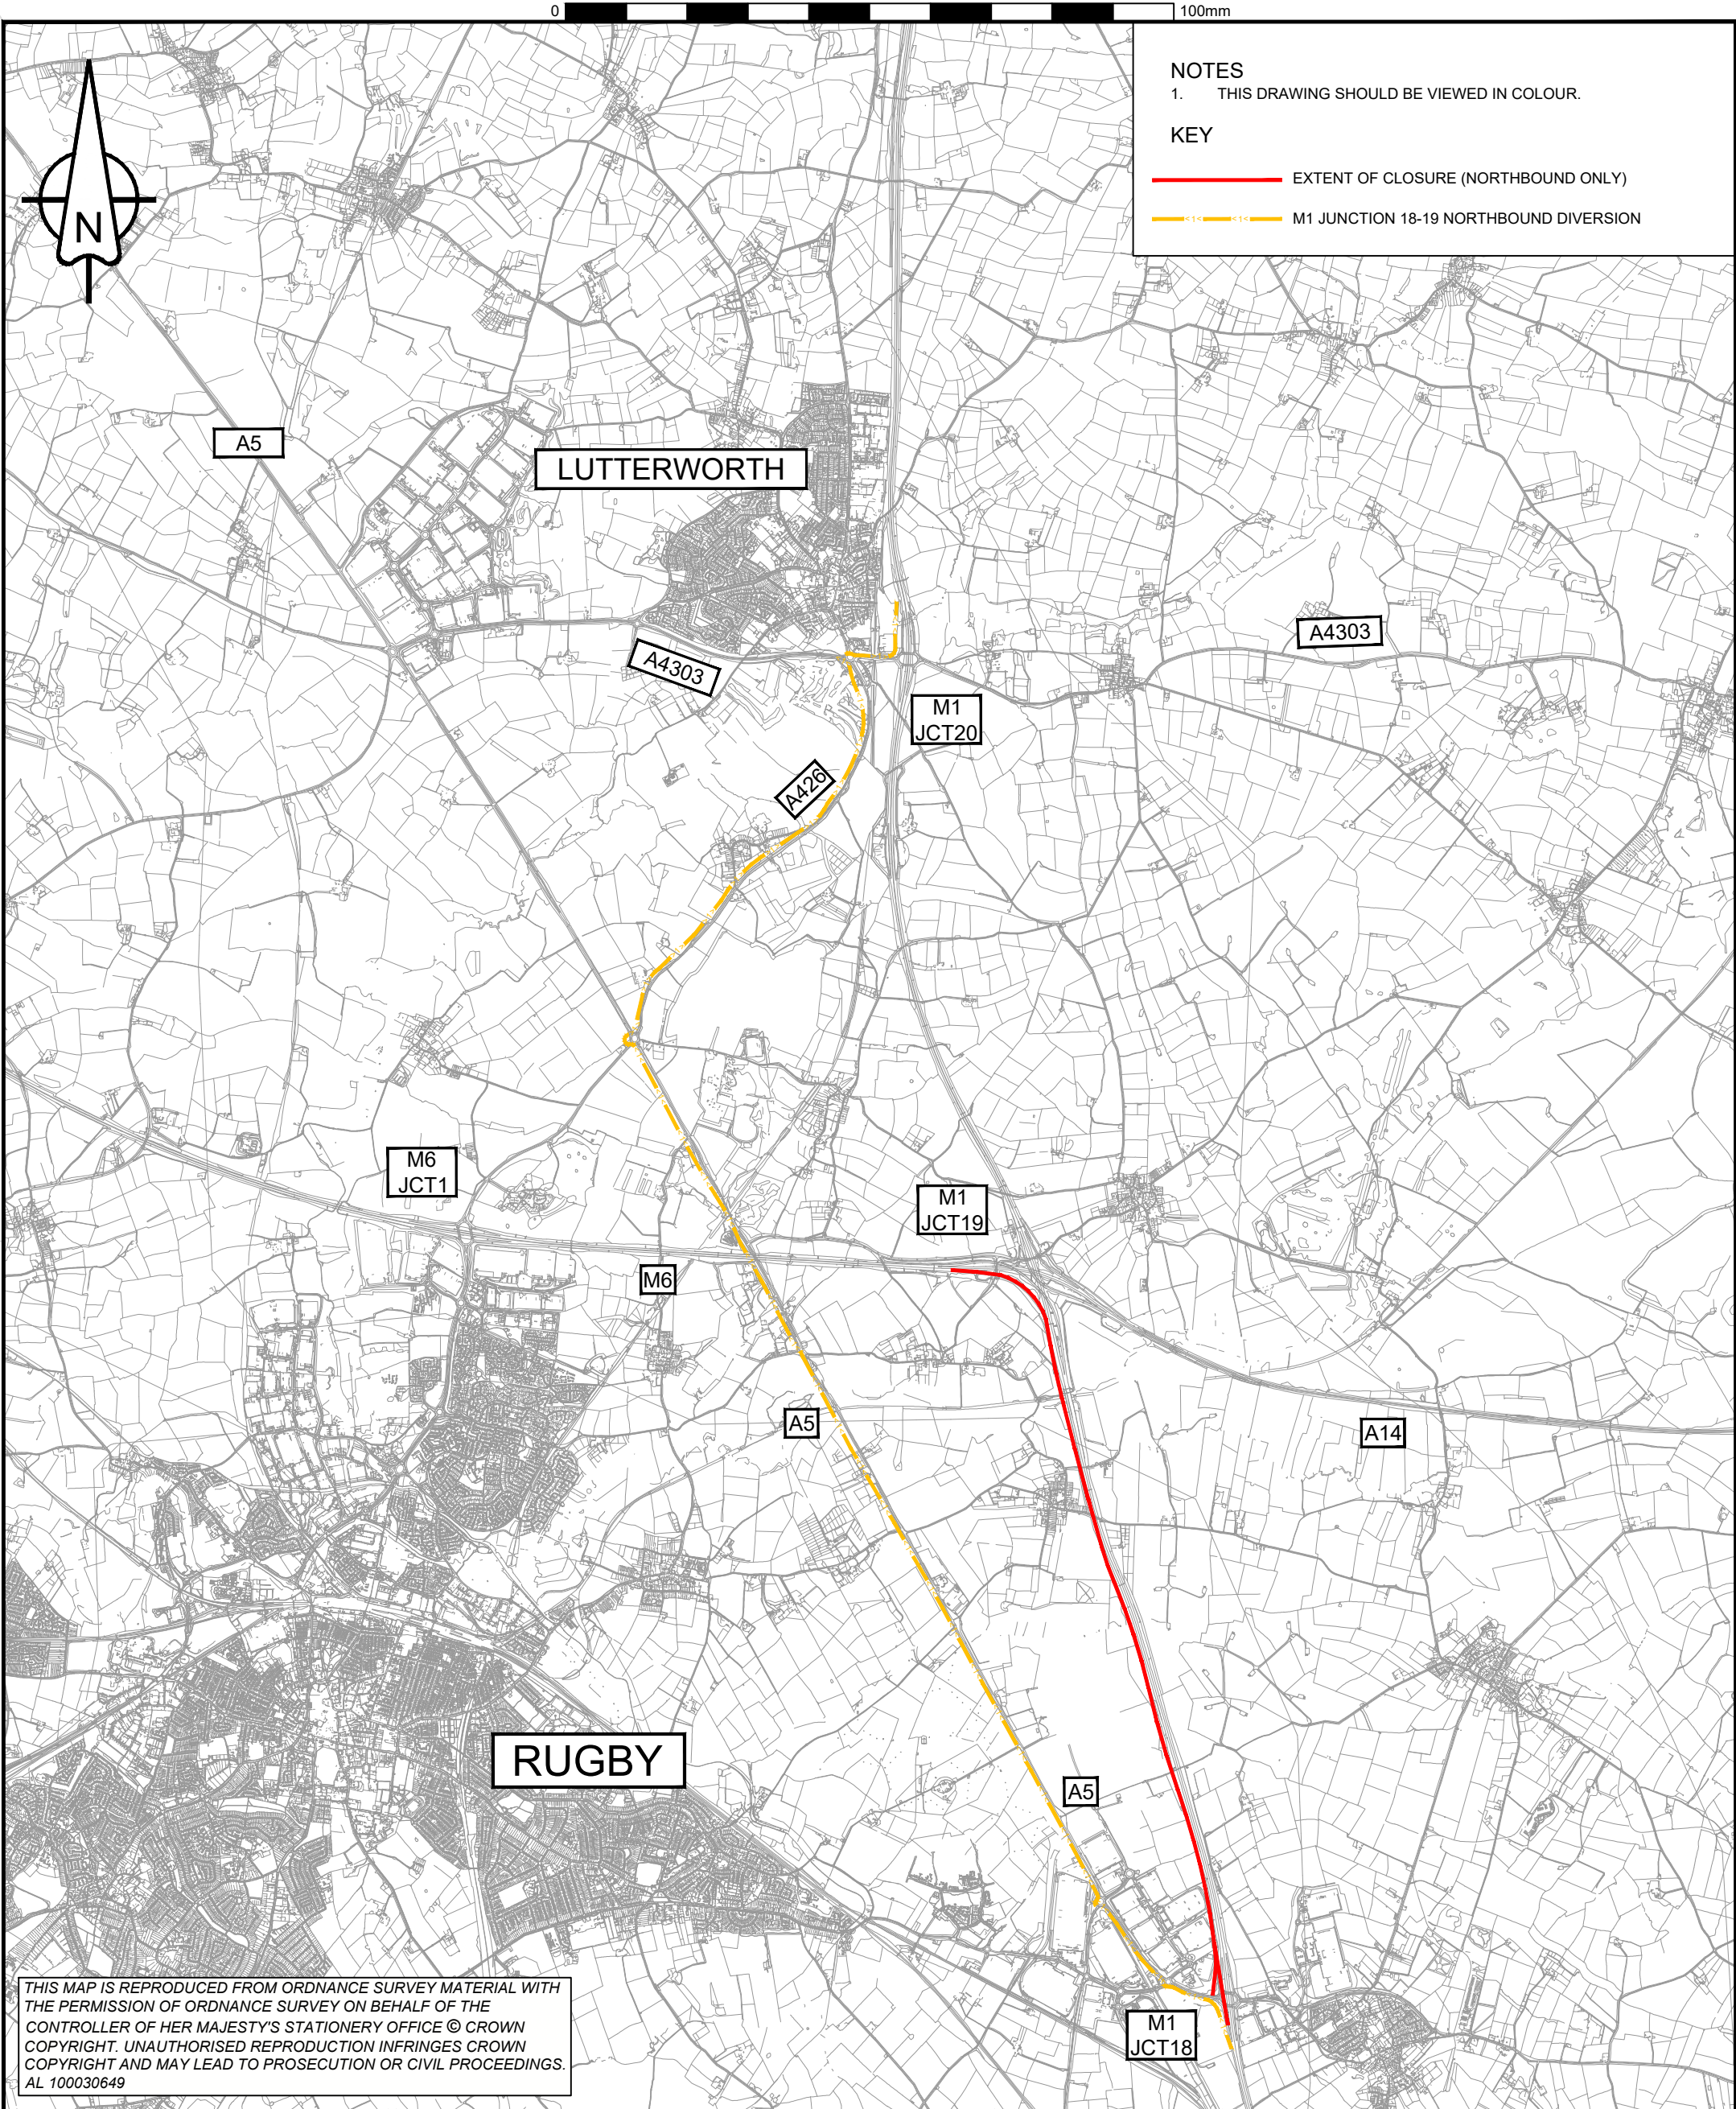 0
100mm
NOTES
1. THIS DRAWING SHOULD BE VIEWED IN COLOUR.
KEY
EXTENT OF CLOSURE (NORTHBOUND ONLY)
<1< <1< M1 JUNCTION 18-19 NORTHBOUND DIVERSION
N
A5
LUTTERWORTH
A4303
A4303
M1
JCT20
A426
M6
JCT1
M1
JCT19
M6
A5
A14
RUGBY
A5
M1
JCT18
THIS MAP IS REPRODUCED FROM ORDNANCE SURVEY MATERIAL WITH
THE PERMISSION OF ORDNANCE SURVEY ON BEHALF OF THE
CONTROLLER OF HER MAJESTY'S STATIONERY OFFICE © CROWN
COPYRIGHT. UNAUTHORISED REPRODUCTION INFRINGES CROWN
COPYRIGHT AND MAY LEAD TO PROSECUTION OR CIVIL PROCEEDINGS.
AL 100030649